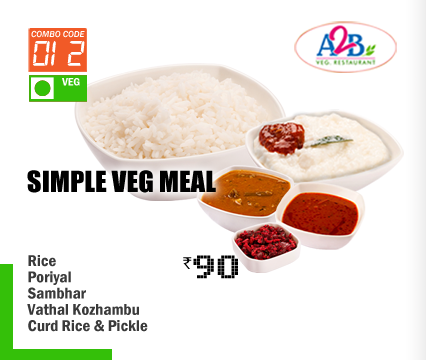 COMBO CODE
012
VEG
A2B
VEG. RESTAURANT
SIMPLE VEG MEAL
₹90
Rice
Poriyal
Sambhar
Vathal Kozhambu
Curd Rice & Pickle